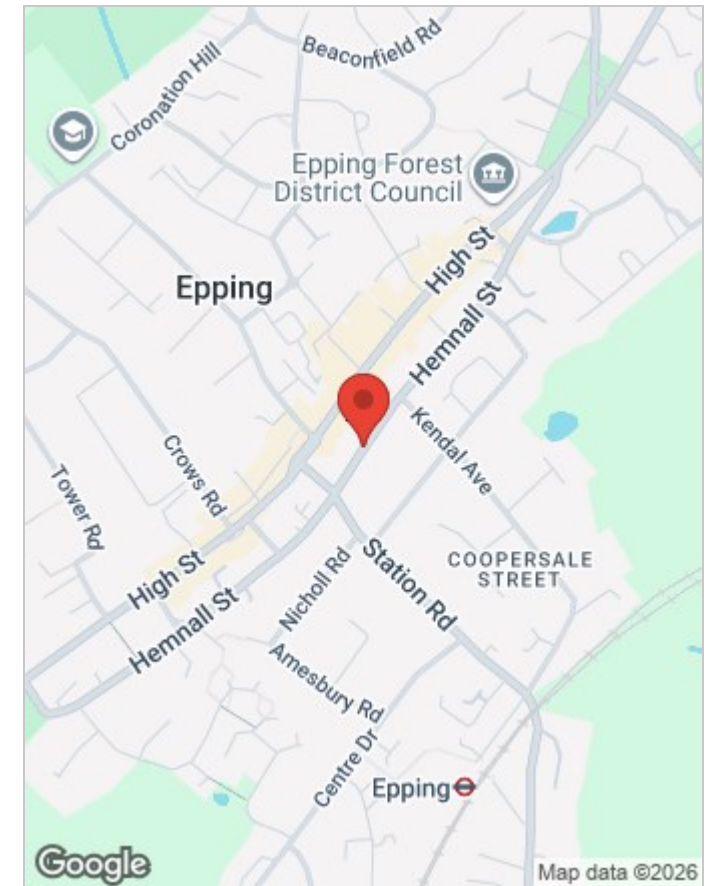 Beaconfield Rd
Coronation Hill
Epping Forest
District Council
High St
Epping
Hemnall St
Kendal Ave
Crows Rd
Tower Rd
COOPERSALE
STREET
Station Rd
High St
Nicholl Rd
Hemnall St
Amesbury Rd
Centre Dr
Epping
Google
Map data ©2026